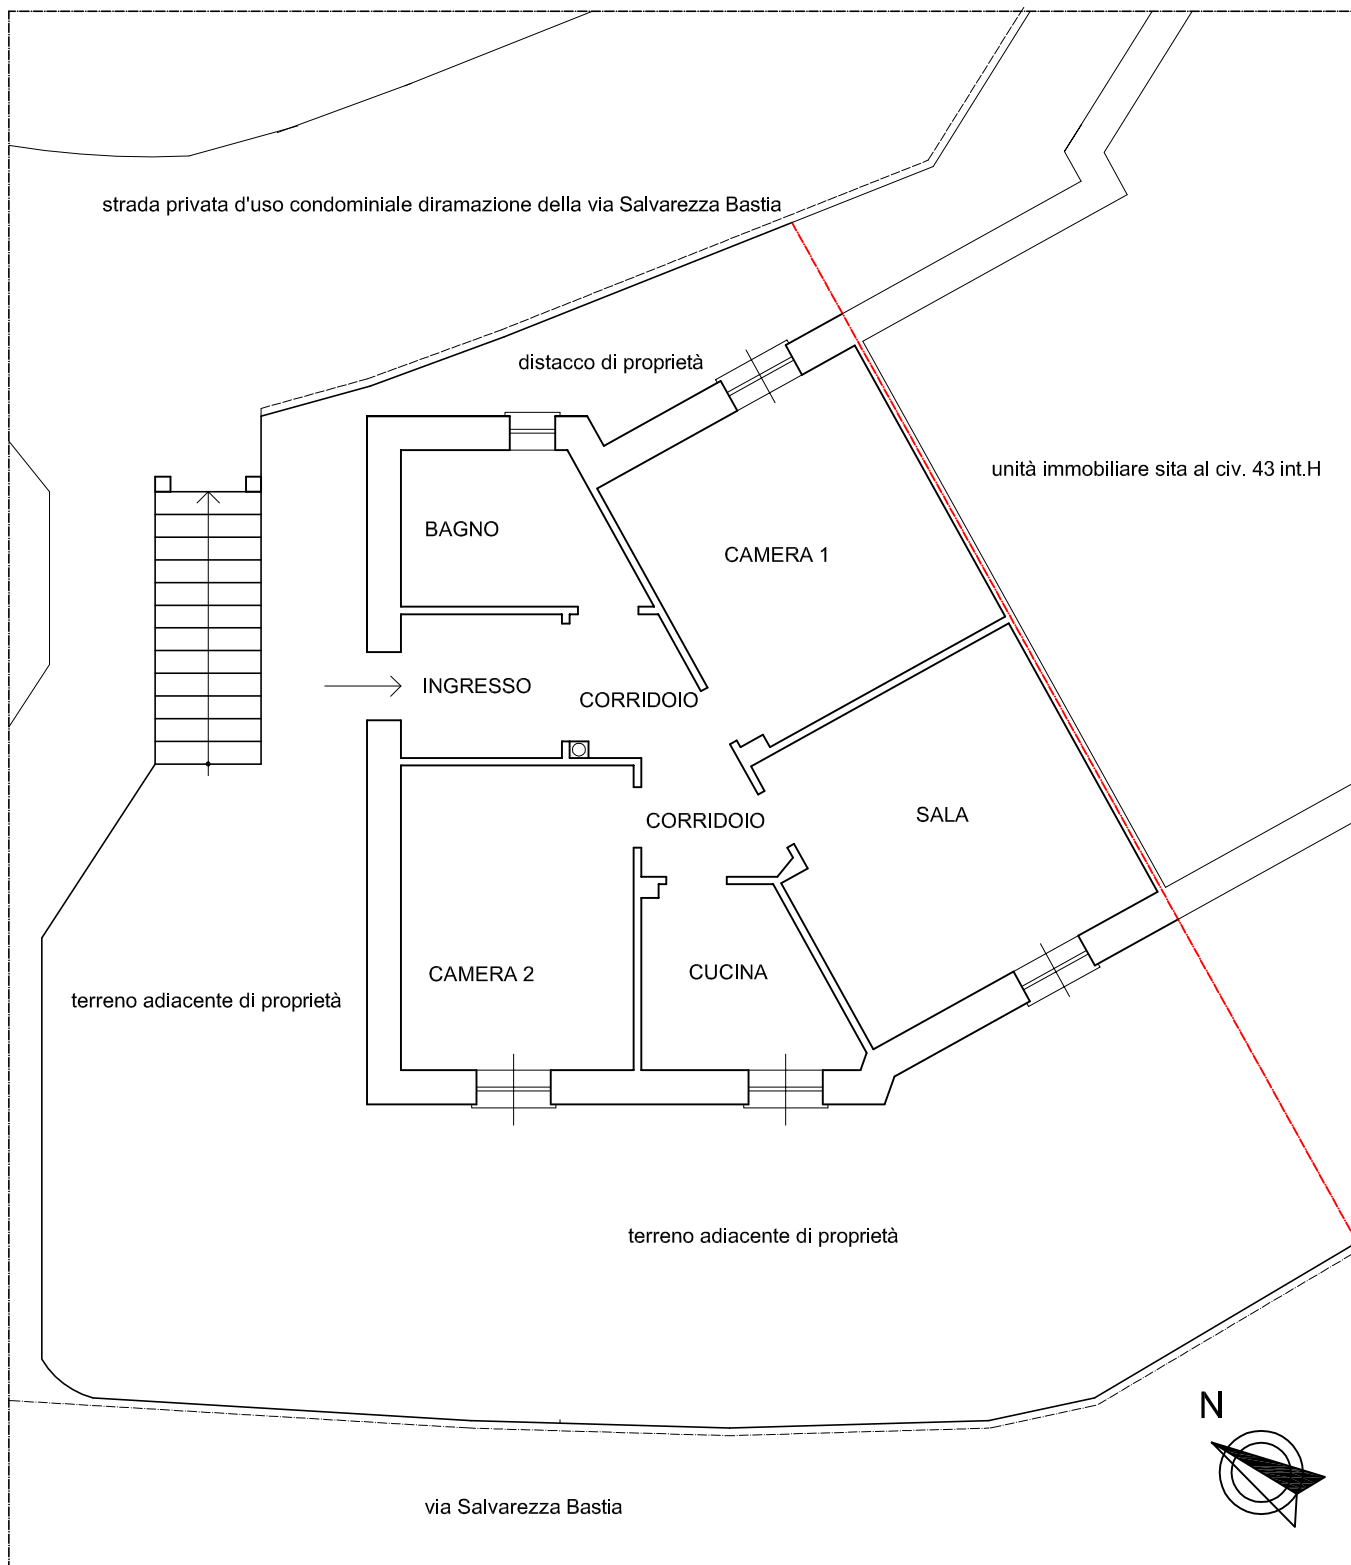 strada privata d'uso condominiale diramazione della via Salvarezza Bastia
distacco di proprietà
unità immobiliare sita al civ. 43 int.H
BAGNO
CAMERA 1
INGRESSO
CORRIDOIO
CORRIDOIO
SALA
CAMERA 2
CUCINA
terreno adiacente di proprietà
terreno adiacente di proprietà
N
via Salvarezza Bastia